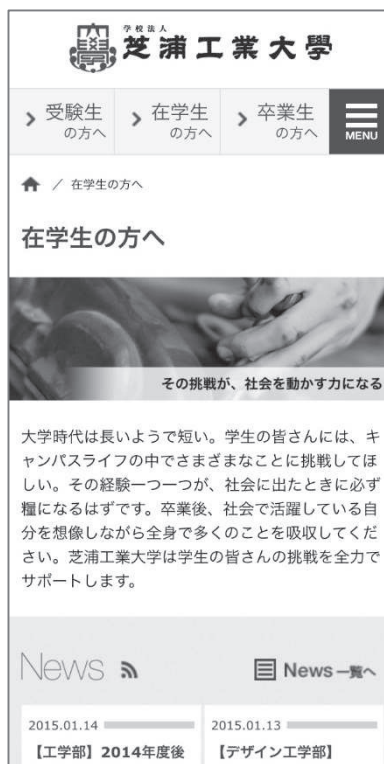 学校法人
芝浦工業大學
受験生
の方へ
在学生
の方へ
卒業生
の方へ
MENU
/ 在学生の方へ
在学生の方へ
その挑戦が、社会を動かす力になる
大学時代は長いようで短い。学生の皆さんには、キ
ャンパスライフの中でさまざまなことに挑戦してほ
しい。その経験一つ一つが、社会に出たときに必ず
糧になるはずです。卒業後、社会で活躍している自
分を想像しながら全身で多くのことを吸収してくだ
さい。芝浦工業大学は学生の皆さんの挑戦を全力で
サポートします。
News
News 一覧へ
2015.01.14
【工学部】2014年度後
2015.01.13
【デザイン工学部】